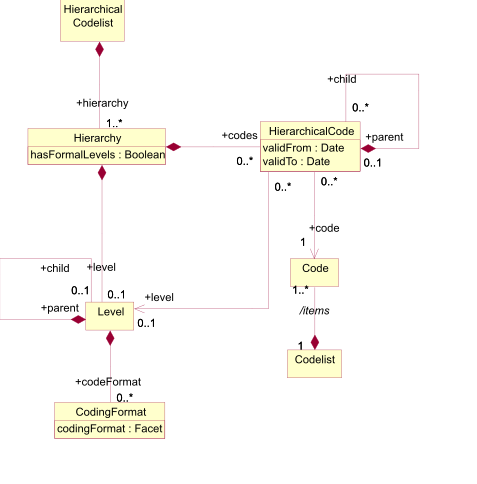 Hierarchical
Codelist
+child
+hierarchy
0..*
1..*
HierarchicalCode
Hierarchy
+codes
+parent
hasFormalLevels : Boolean
validFrom : Date
0..*
validTo : Date
0..1
0..*
0..*
+code
1
+child
+level
Code
0..1
0..1
+level
1..*
+parent
Level
0..1
/items
1
Codelist
+codeFormat
0..*
CodingFormat
codingFormat : Facet